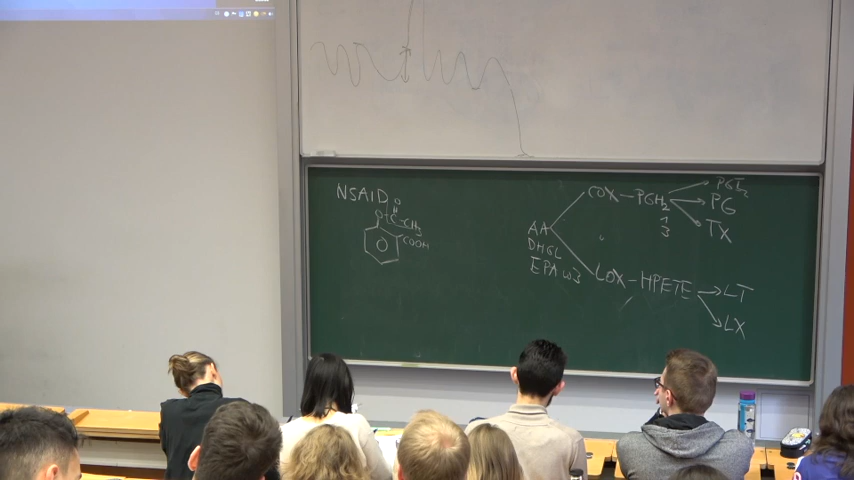 NSAID
O
O-C-CH3
COOH
AA
DHGL
EPA ω3
COX - PGH2
1
3
PGI2
PG
TX
LOX - HPETE
LT
LX